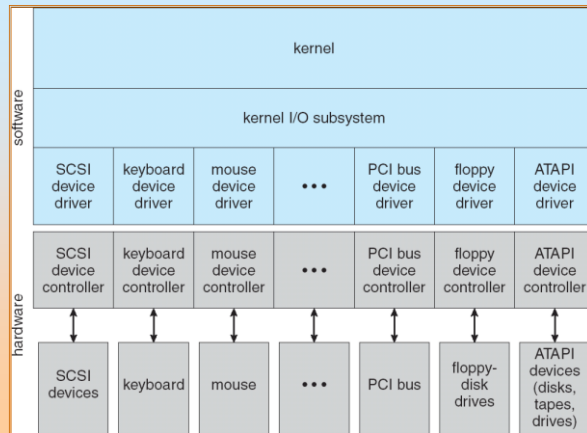 software
kernel
kernel I/O subsystem
SCSI
device
driver
keyboard
device
driver
mouse
device
driver
•••
PCI bus
device
driver
floppy
device
driver
ATAPI
device
driver
hardware
SCSI
device
controller
keyboard
device
controller
mouse
device
controller
•••
PCI bus
device
controller
floppy
device
controller
ATAPI
device
controller
SCSI
devices
keyboard
mouse
•••
PCI bus
floppy-
disk
drives
ATAPI
devices
(disks,
tapes,
drives)